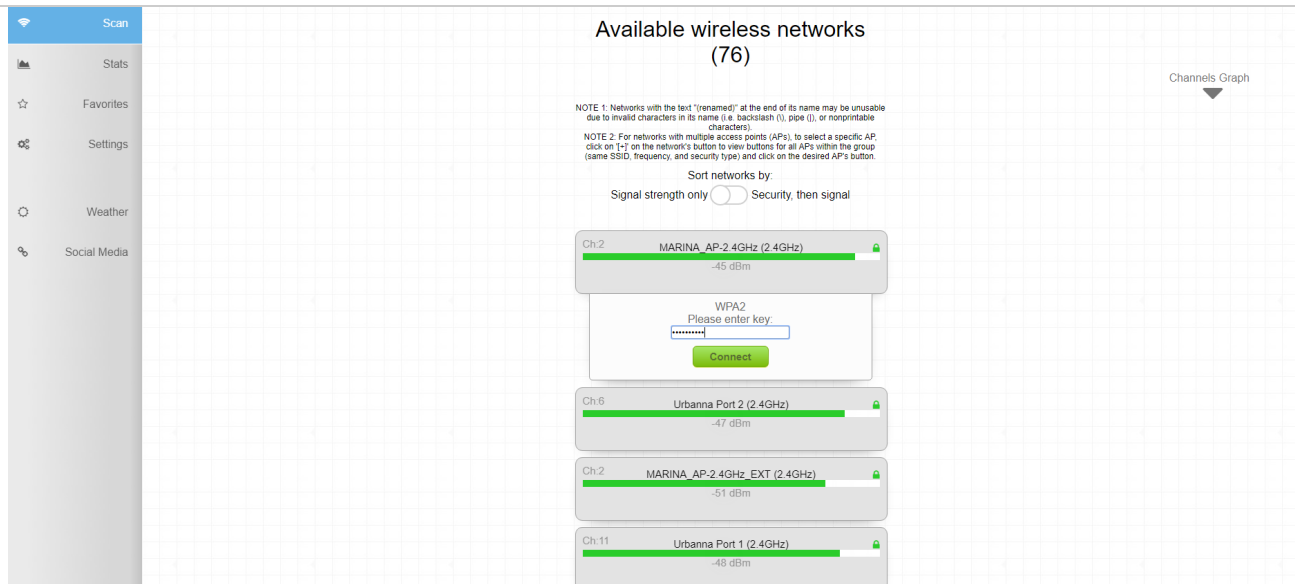 Scan
Stats
Favorites
Settings
Weather
Social Media
Available wireless networks
(76)
Channels Graph
NOTE 1: Networks with the text "(renamed)" at the end of its name may be unusable
due to invalid characters in its name (i.e. backslash (\), pipe (|), or nonprintable
characters).
NOTE 2: For networks with multiple access points (APs), to select a specific AP,
click on '[+]' on the network's button to view buttons for all APs within the group
(same SSID, frequency, and security type) and click on the desired AP's button.
Sort networks by:
Signal strength only Security, then signal
Ch:2 MARINA_AP-2.4GHz (2.4GHz)
-45 dBm
WPA2
Please enter key:
••••••••••
Connect
Ch:6 Urbanna Port 2 (2.4GHz)
-47 dBm
Ch:2 MARINA_AP-2.4GHz_EXT (2.4GHz)
-51 dBm
Ch:11 Urbanna Port 1 (2.4GHz)
-48 dBm